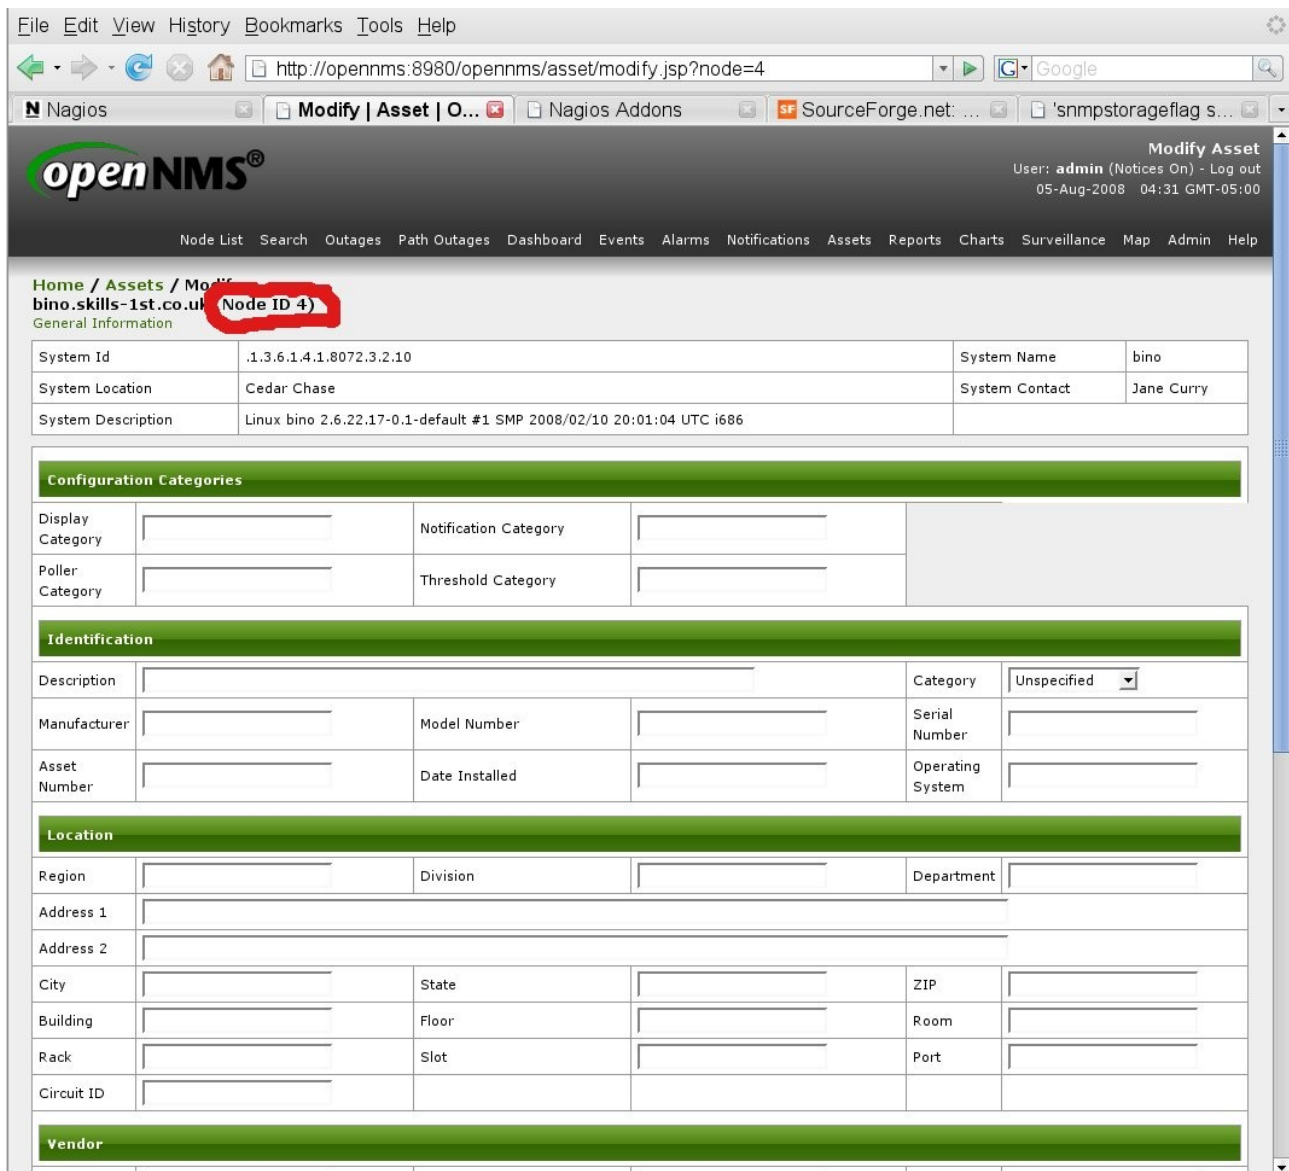 File Edit View History Bookmarks Tools Help
http://opennms:8980/opennms/asset/modify.jsp?node=4
G Google
N Nagios
Modify | Asset | O...
Nagios Addons
SF SourceForge.net: ...
'snmpstorageflag s...
openNMS®
Modify Asset
User: admin (Notices On) - Log out
05-Aug-2008 04:31 GMT-05:00
Node List Search Outages Path Outages Dashboard Events Alarms Notifications Assets Reports Charts Surveillance Map Admin Help
Home / Assets / Modify
bino.skills-1st.co.uk Node ID 4)
General Information
System Id .1.3.6.1.4.1.8072.3.2.10 System Name bino
System Location Cedar Chase System Contact Jane Curry
System Description Linux bino 2.6.22.17-0.1-default #1 SMP 2008/02/10 20:01:04 UTC i686
Configuration Categories
Display Category Notification Category
Poller Category Threshold Category
Identification
Description Category Unspecified
Manufacturer Model Number Serial Number
Asset Number Date Installed Operating System
Location
Region Division Department
Address 1
Address 2
City State ZIP
Building Floor Room
Rack Slot Port
Circuit ID
Vendor